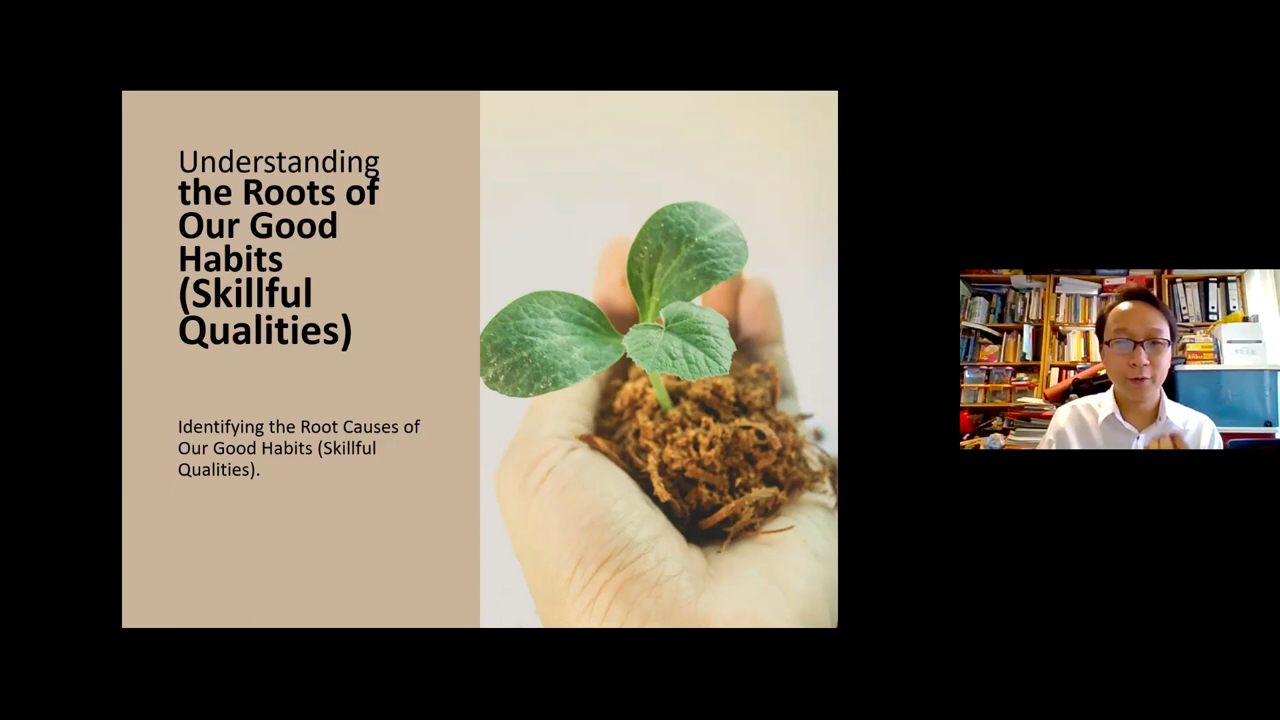 Understanding
the Roots of
Our Good
Habits
(Skillful
Qualities)
Identifying the Root Causes of
Our Good Habits (Skillful
Qualities).